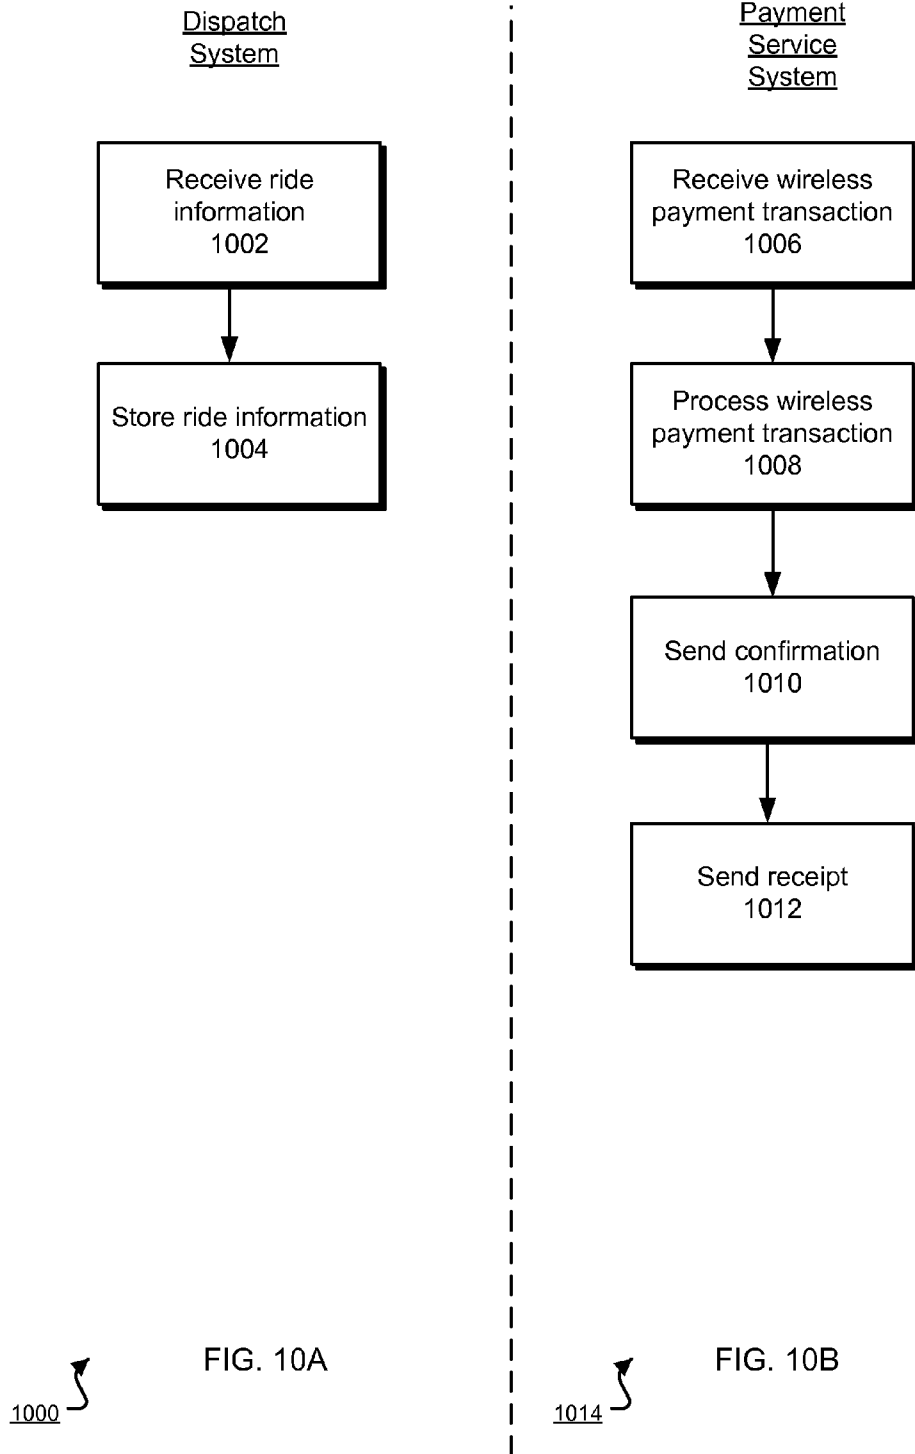 Dispatch
System
Receive ride
information
1002
Store ride information
1004
FIG. 10A
1000
Payment
Service
System
Receive wireless
payment transaction
1006
Process wireless
payment transaction
1008
Send confirmation
1010
Send receipt
1012
FIG. 10B
1014